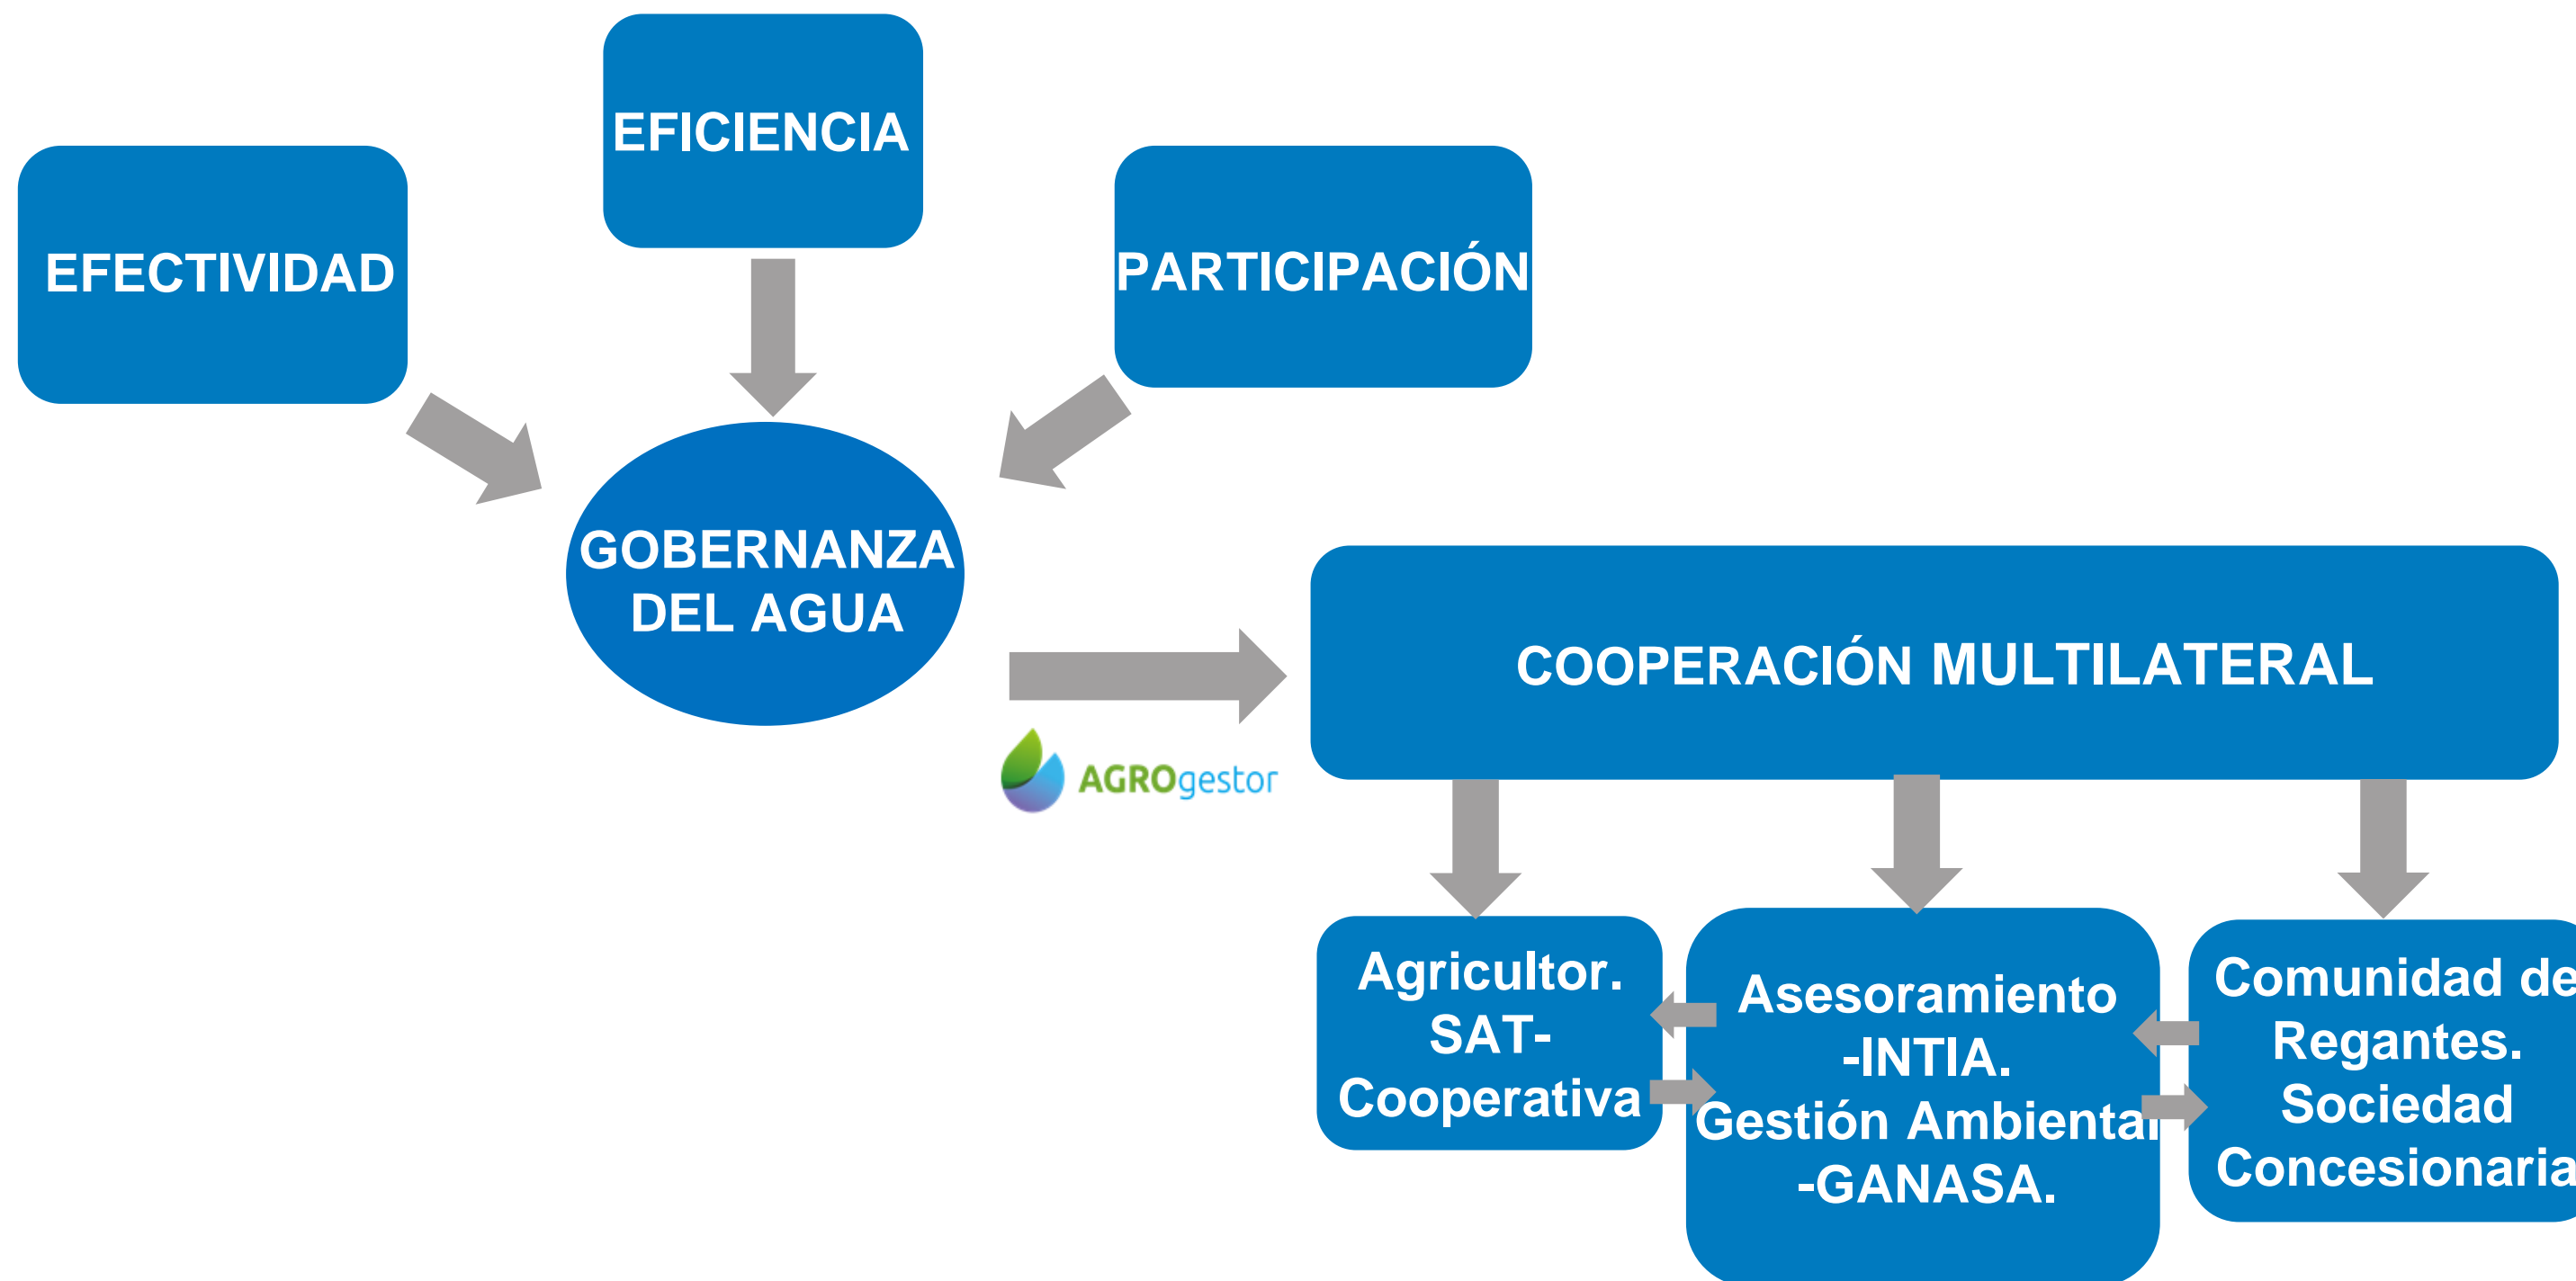 EFICIENCIA
EFECTIVIDAD
PARTICIPACIÓN
GOBERNANZA
DEL AGUA
COOPERACIÓN MULTILATERAL
AGROgestor
Agricultor.
SAT-
Cooperativa
Asesoramiento
-INTIA.
Gestión Ambiental
-GANASA.
Comunidad de
Regantes.
Sociedad
Concesionaria